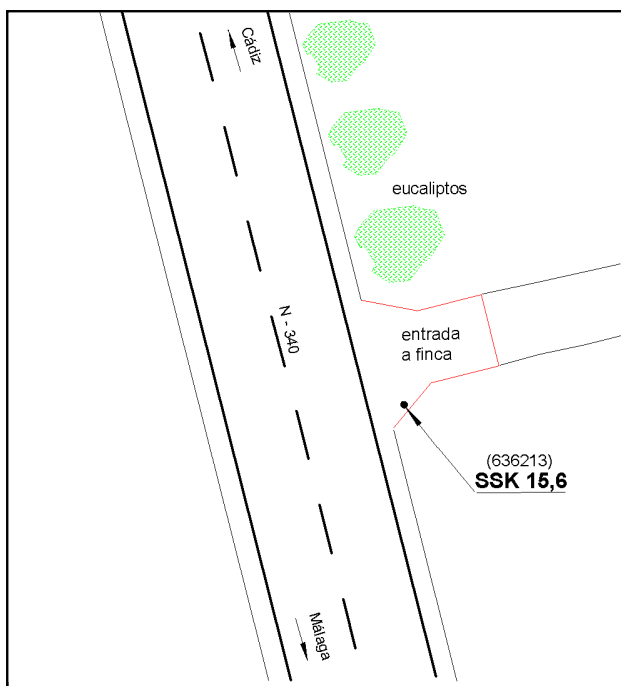 Cádiz
eucaliptos
N - 340
entrada
a finca
(636213)
SSK 15,6
Málaga